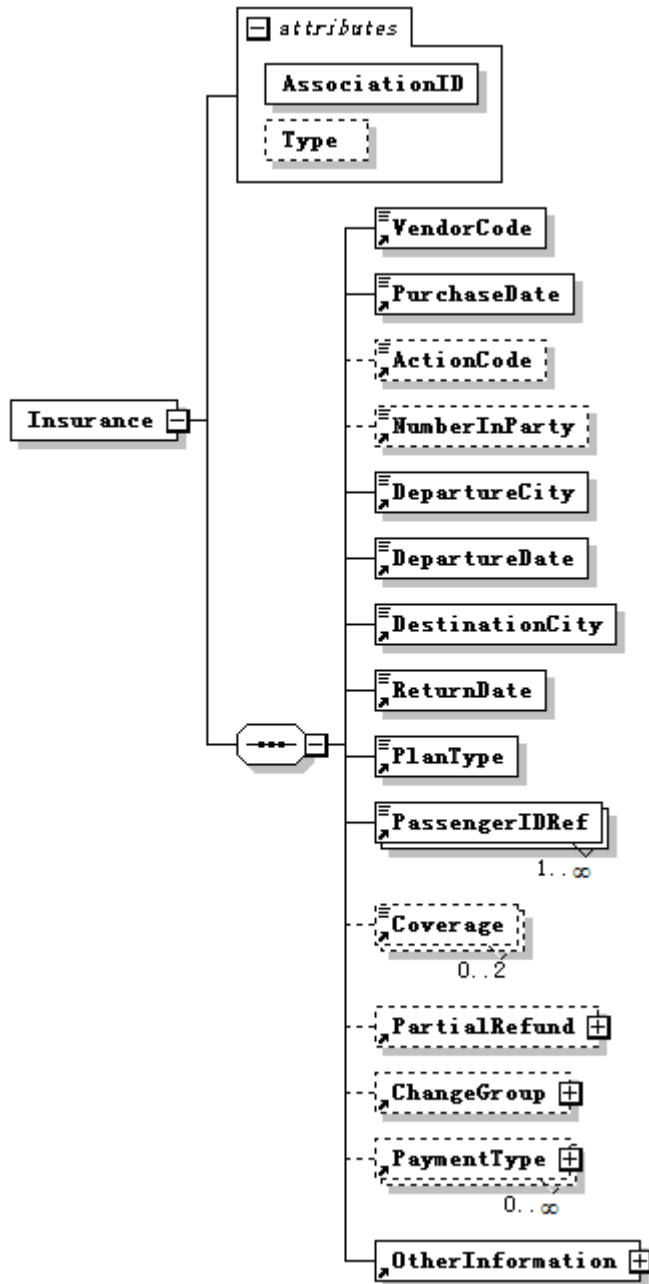 attributes
AssociationID
Type
VendorCode
PurchaseDate
ActionCode
NumberInParty
Insurance
DepartureCity
DepartureDate
DestinationCity
ReturnDate
PlanType
PassengerIDRef
1..∞
Coverage
0..2
PartialRefund
ChangeGroup
PaymentType
0..∞
OtherInformation